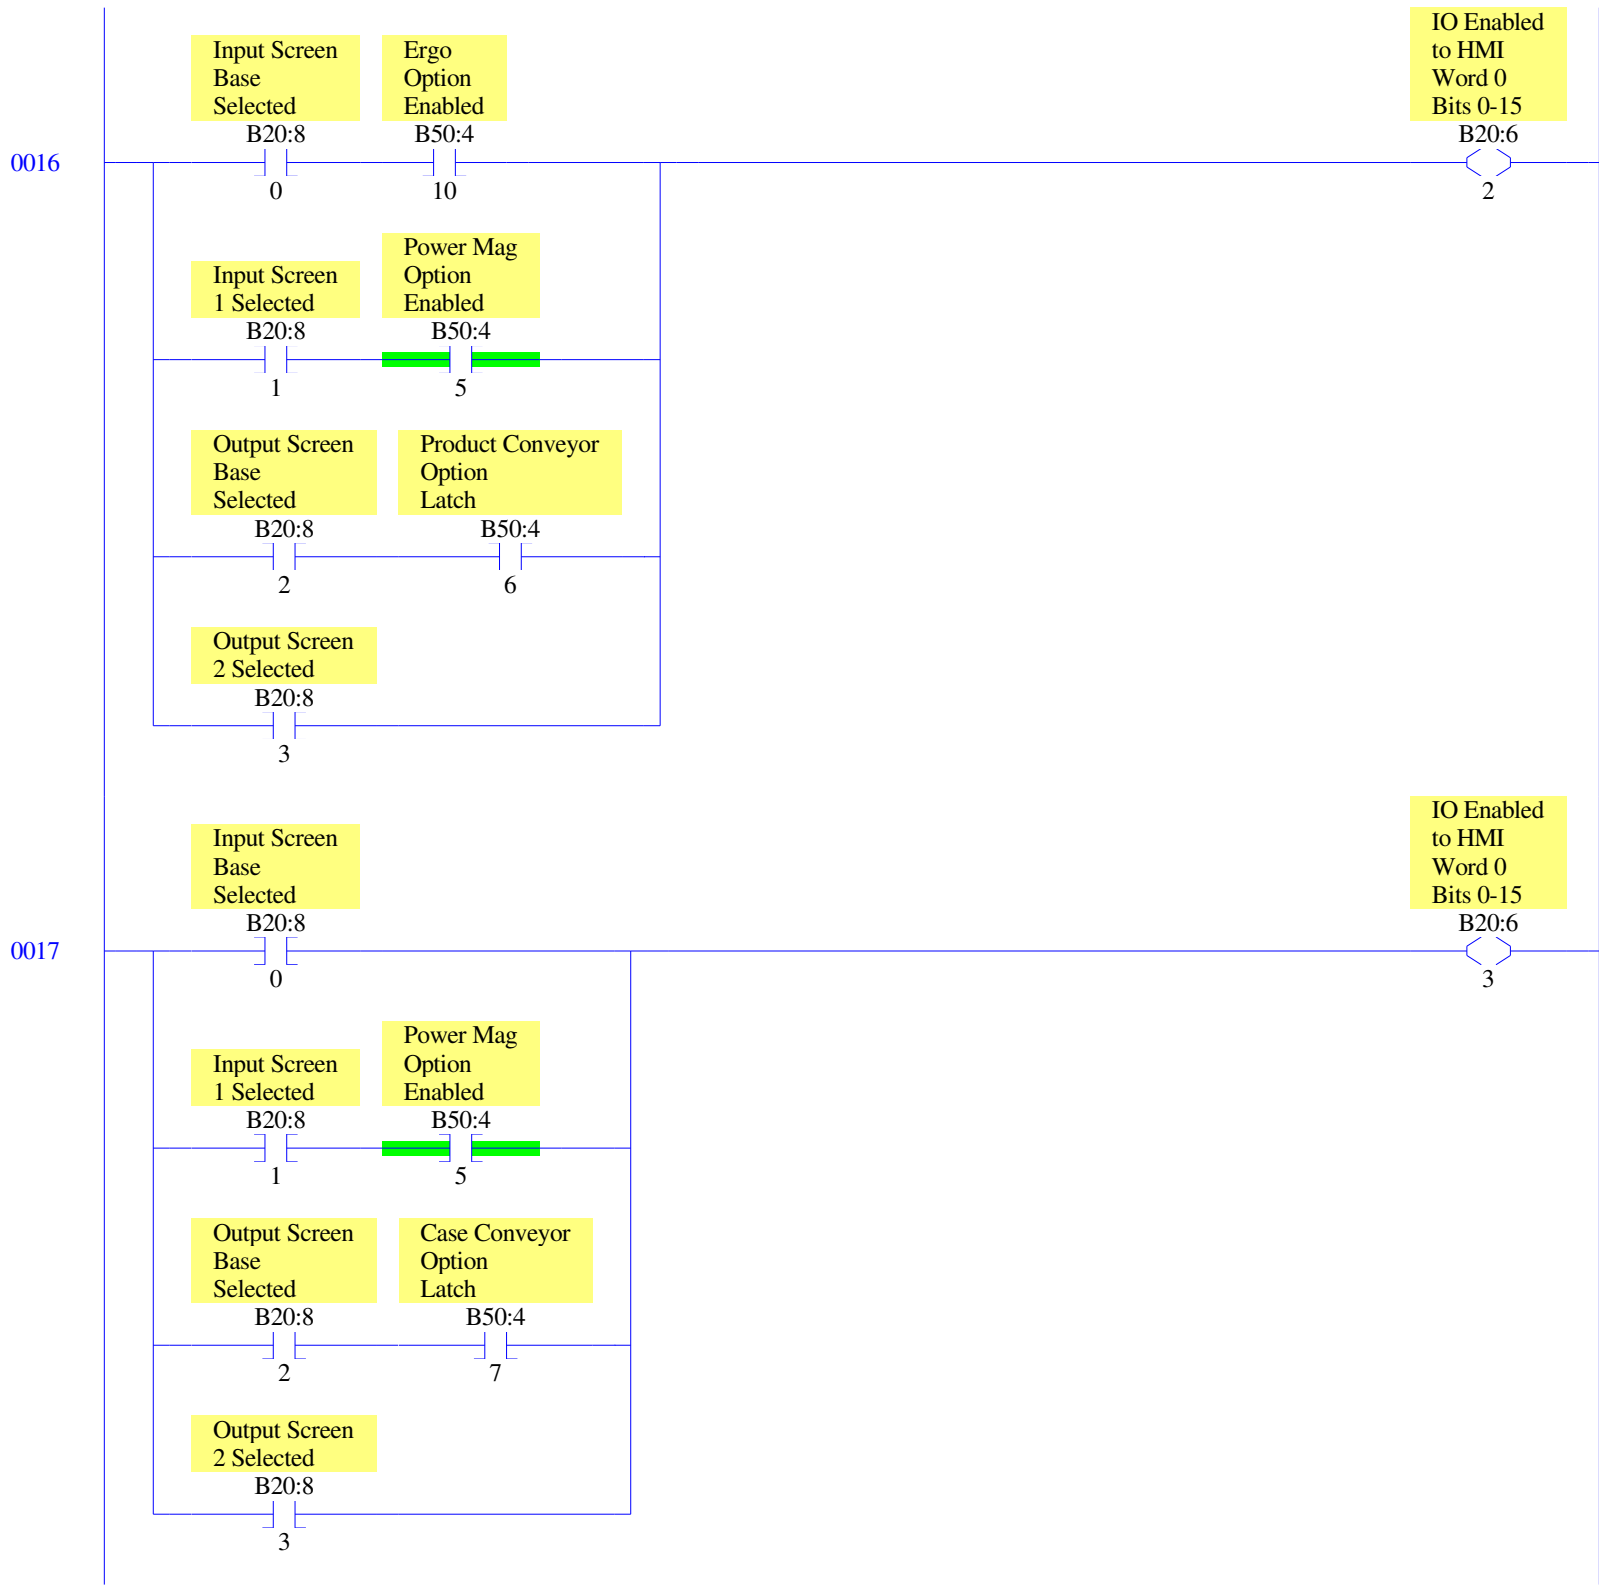 Input Screen
Base
Selected
B20:8
0
Ergo
Option
Enabled
B50:4
10
IO Enabled
to HMI
Word 0
Bits 0-15
B20:6
2
0016
Input Screen
1 Selected
B20:8
1
Power Mag
Option
Enabled
B50:4
5
Output Screen
Base
Selected
B20:8
2
Product Conveyor
Option
Latch
B50:4
6
Output Screen
2 Selected
B20:8
3
Input Screen
Base
Selected
B20:8
0
IO Enabled
to HMI
Word 0
Bits 0-15
B20:6
3
0017
Input Screen
1 Selected
B20:8
1
Power Mag
Option
Enabled
B50:4
5
Output Screen
Base
Selected
B20:8
2
Case Conveyor
Option
Latch
B50:4
7
Output Screen
2 Selected
B20:8
3